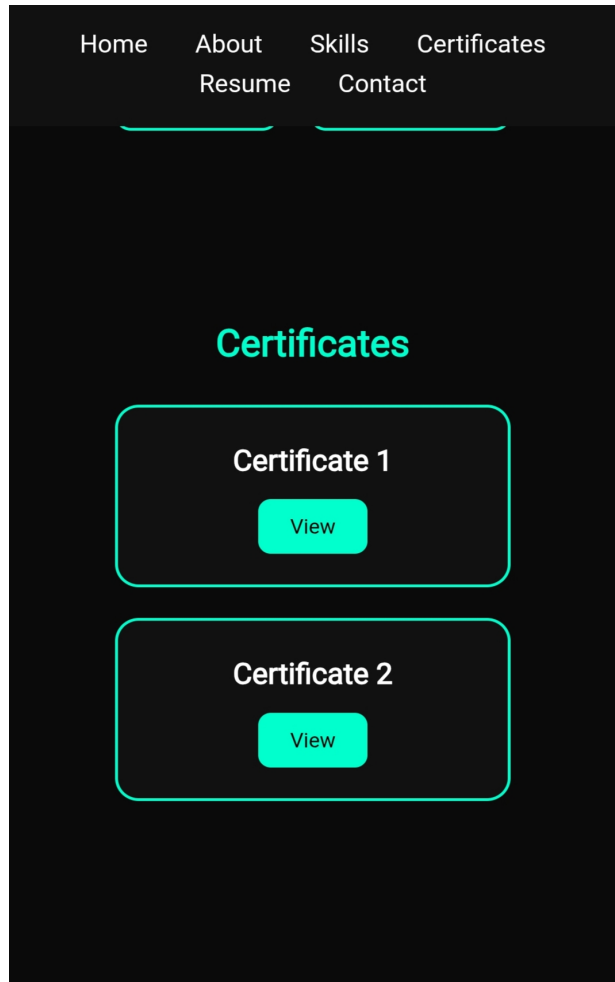 Home About Skills Certificates
Resume Contact
Certificates
Certificate 1
View
Certificate 2
View